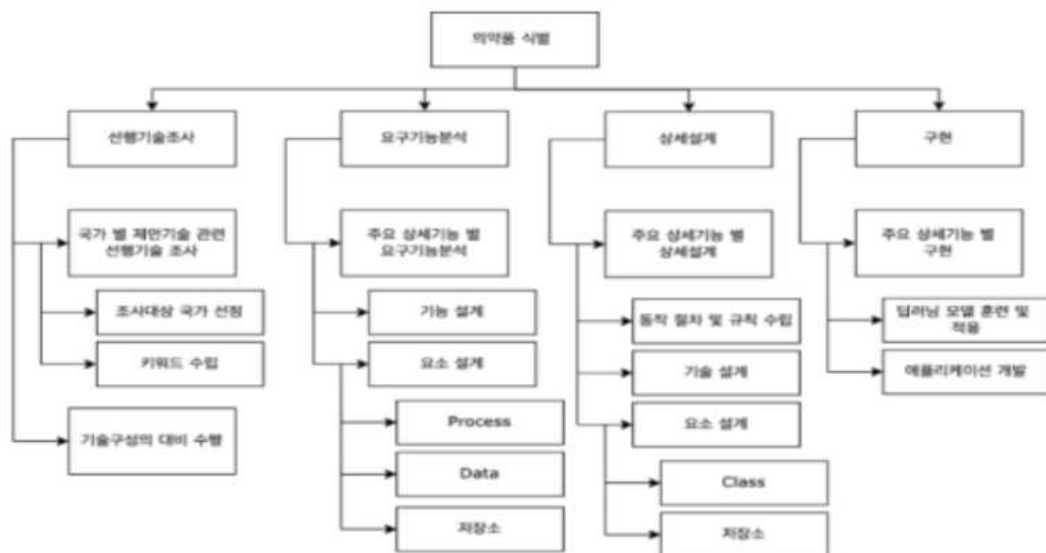 의약품 식별
선행기술조사
요구기능분석
상세설계
구현
국가 별 제안기술 관련
선행기술 조사
조사대상 국가 선정
키워드 수립
기술구성의 대비 수행
주요 상세기능 별
요구기능분석
기능 설계
요소 설계
Process
Data
저장소
주요 상세기능 별
상세설계
동작 절차 및 규칙 수립
기술 설계
요소 설계
Class
저장소
주요 상세기능 별
구현
딥러닝 모델 훈련 및
적용
애플리케이션 개발